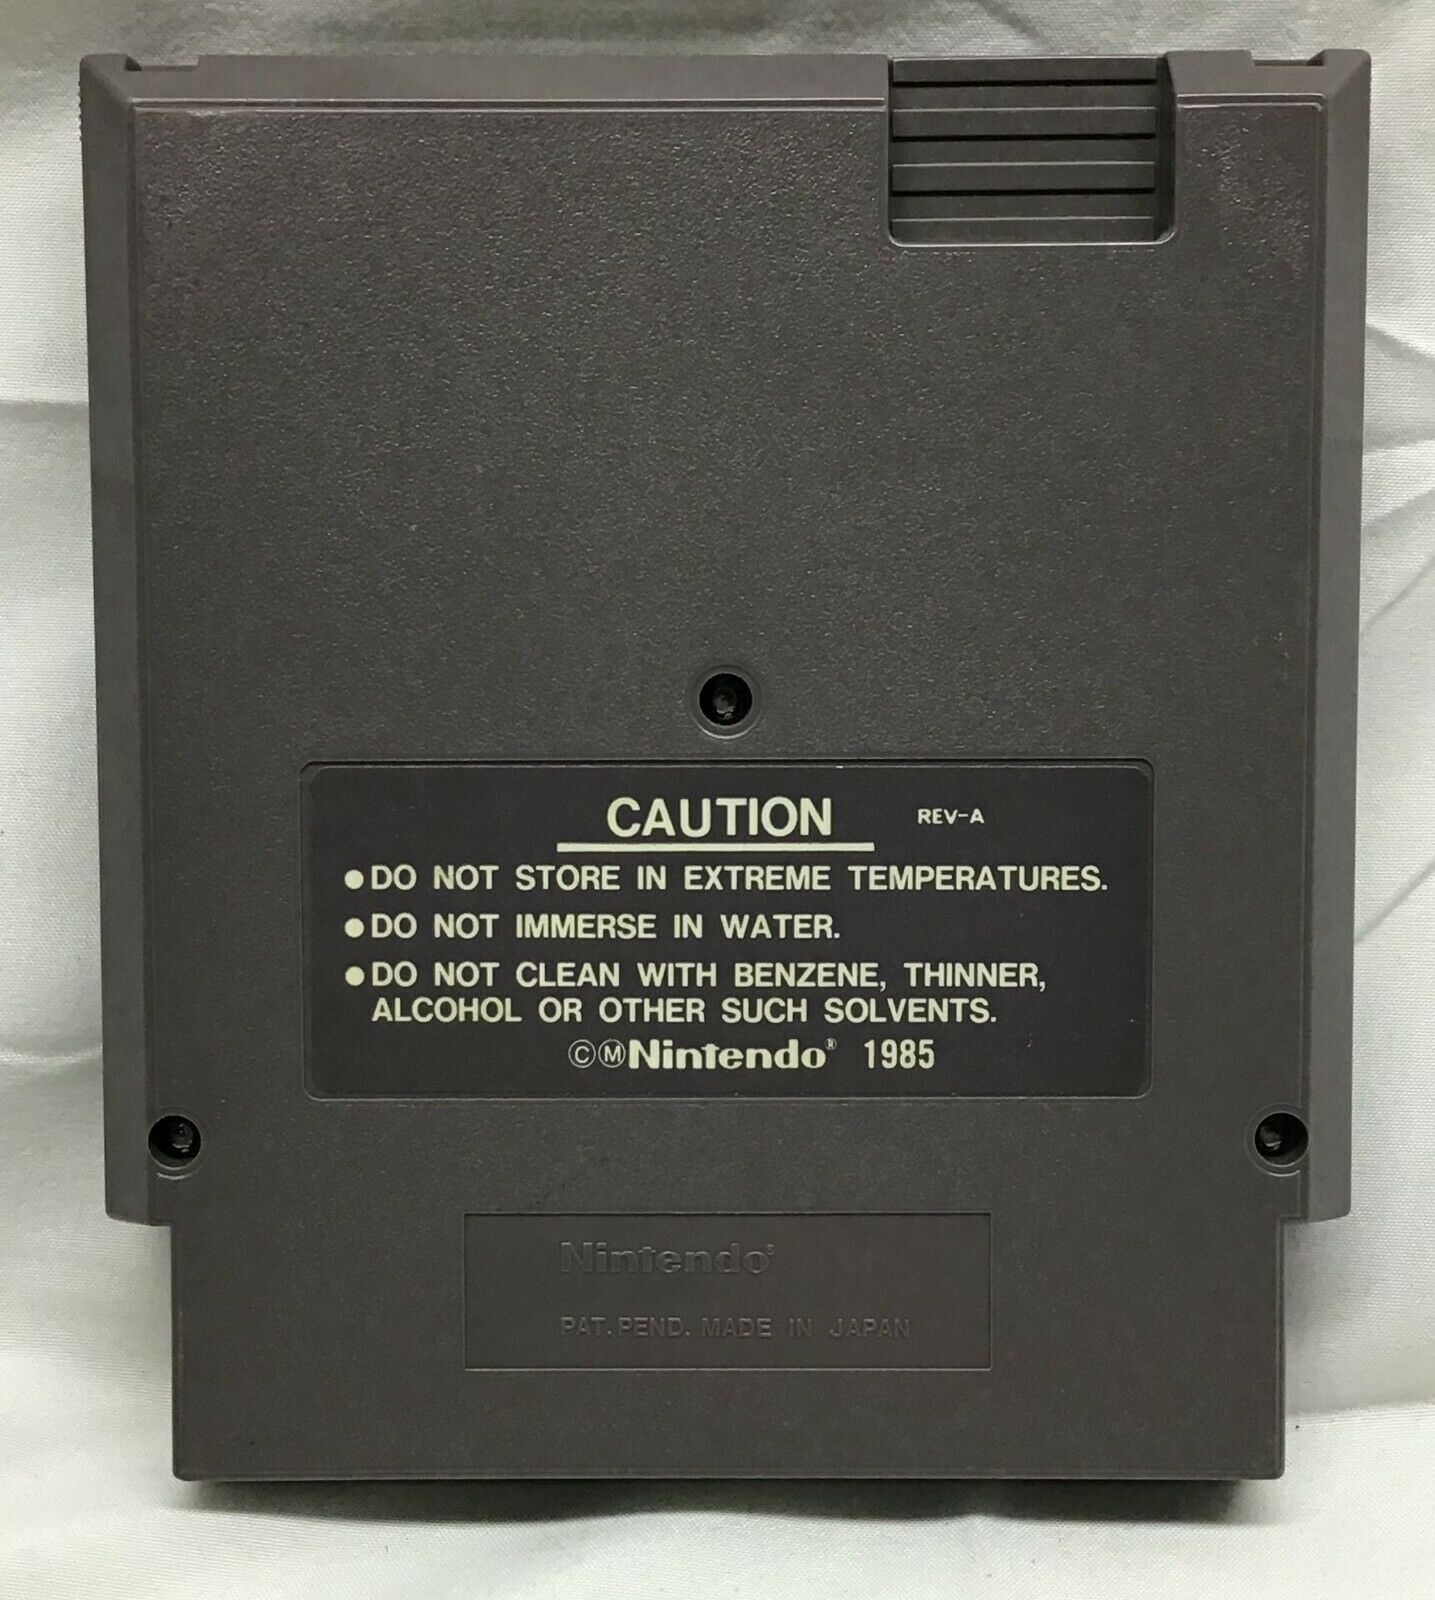 CAUTION REV-A
●DO NOT STORE IN EXTREME TEMPERATURES.
●DO NOT IMMERSE IN WATER.
●DO NOT CLEAN WITH BENZENE, THINNER,
ALCOHOL OR OTHER SUCH SOLVENTS.
©ⓂNintendo® 1985
Nintendo®
PAT. PEND. MADE IN JAPAN